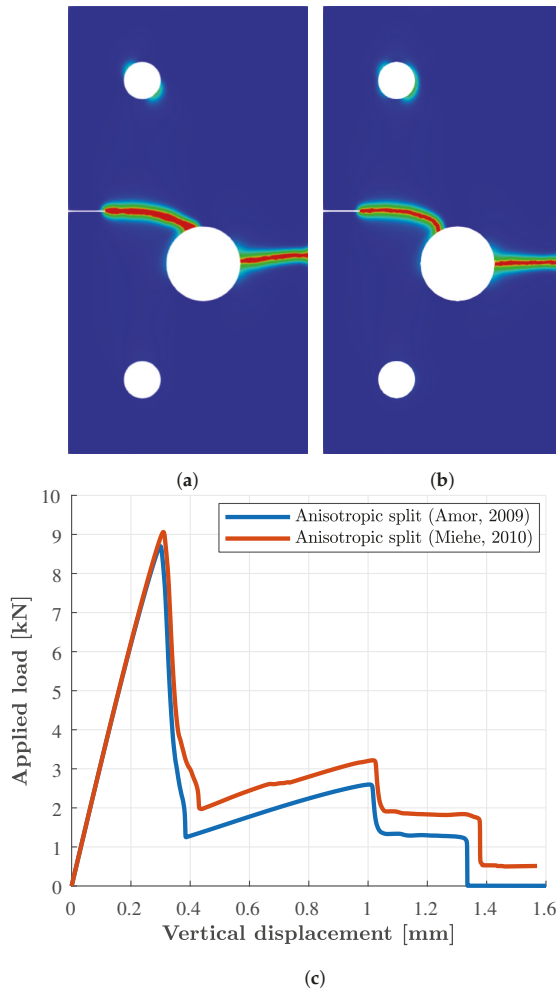 (a)
(b)
10
9
8
7
6
5
4
3
2
1
0
Applied load [kN]
Anisotropic split (Amor, 2009)
Anisotropic split (Miehe, 2010)
0 0.2 0.4 0.6 0.8 1 1.2 1.4 1.6
Vertical displacement [mm]
(c)